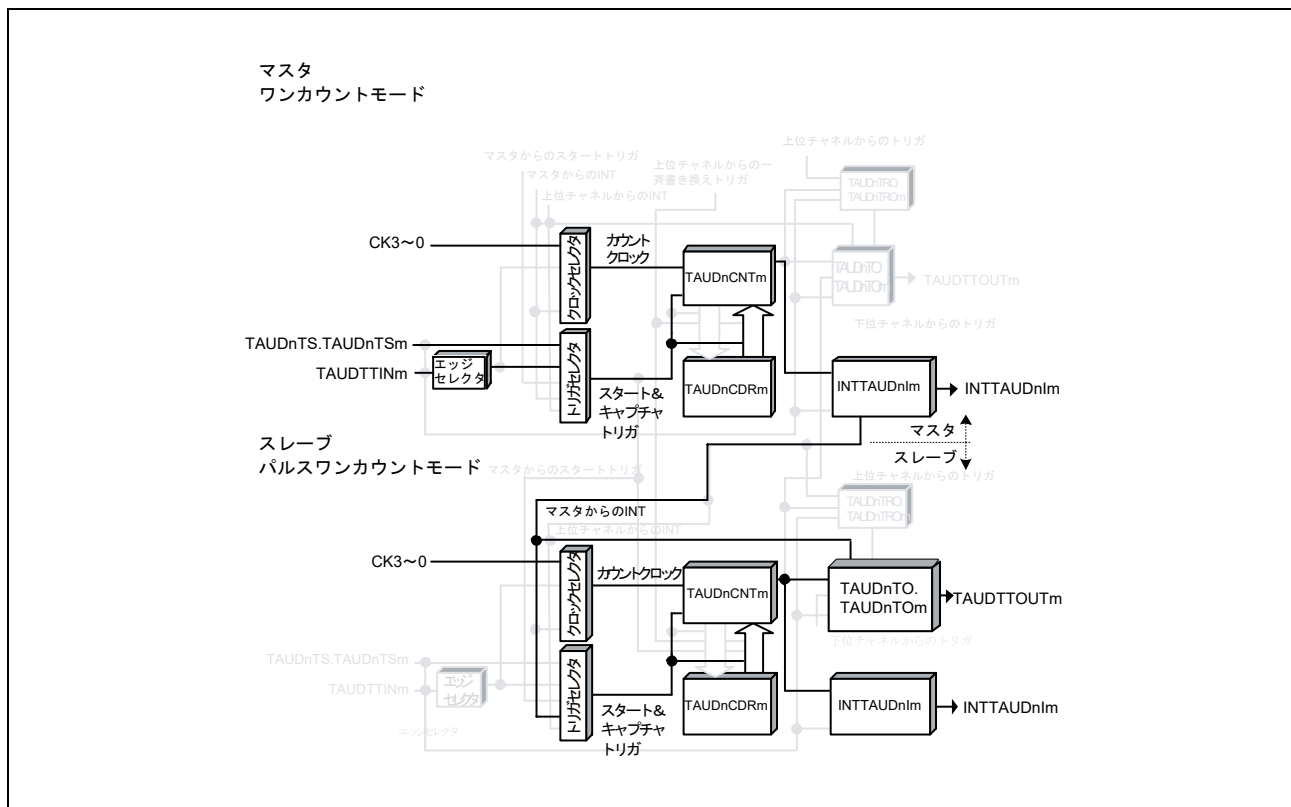 マスタ
ワンカウントモード
上位チャネルからのトリガ
マスタからのスタートトリガ
上位チャネルからの一
斉書き換えトリガ
マスタからのINT
上位チャネルからのINT
TAUDnTRO.
TAUDnTROm
CK3～0
クロックセレクタ
カウント
クロック
TAUDnCNTm
TAUDnTO.
TAUDnTOm
TAUDTTOUTm
下位チャネルからのトリガ
TAUDnTS.TAUDnTSm
TAUDTTINm
エッジ
セレクタ
トリガセレクタ
スタート&
キャプチャ
トリガ
TAUDnCDRm
INTTAUDnIm
INTTAUDnIm
マスタ
スレーブ
スレーブ
パルスワンカウントモード
マスタからのスタートトリガ
上位チャネルからのトリガ
マスタからのINT
上位チャネルからのINT
TAUDnTRO.
TAUDnTROm
CK3～0
クロックセレクタ
カウントクロック
TAUDnCNTm
TAUDnTO.
TAUDnTOm
TAUDTTOUTm
下位チャネルからのトリガ
TAUDnTS.TAUDnTSm
TAUDTTINm
エッジ
セレクタ
エッジセレクタ
トリガセレクタ
スタート&
キャプチャ
トリガ
TAUDnCDRm
INTTAUDnIm
INTTAUDnIm